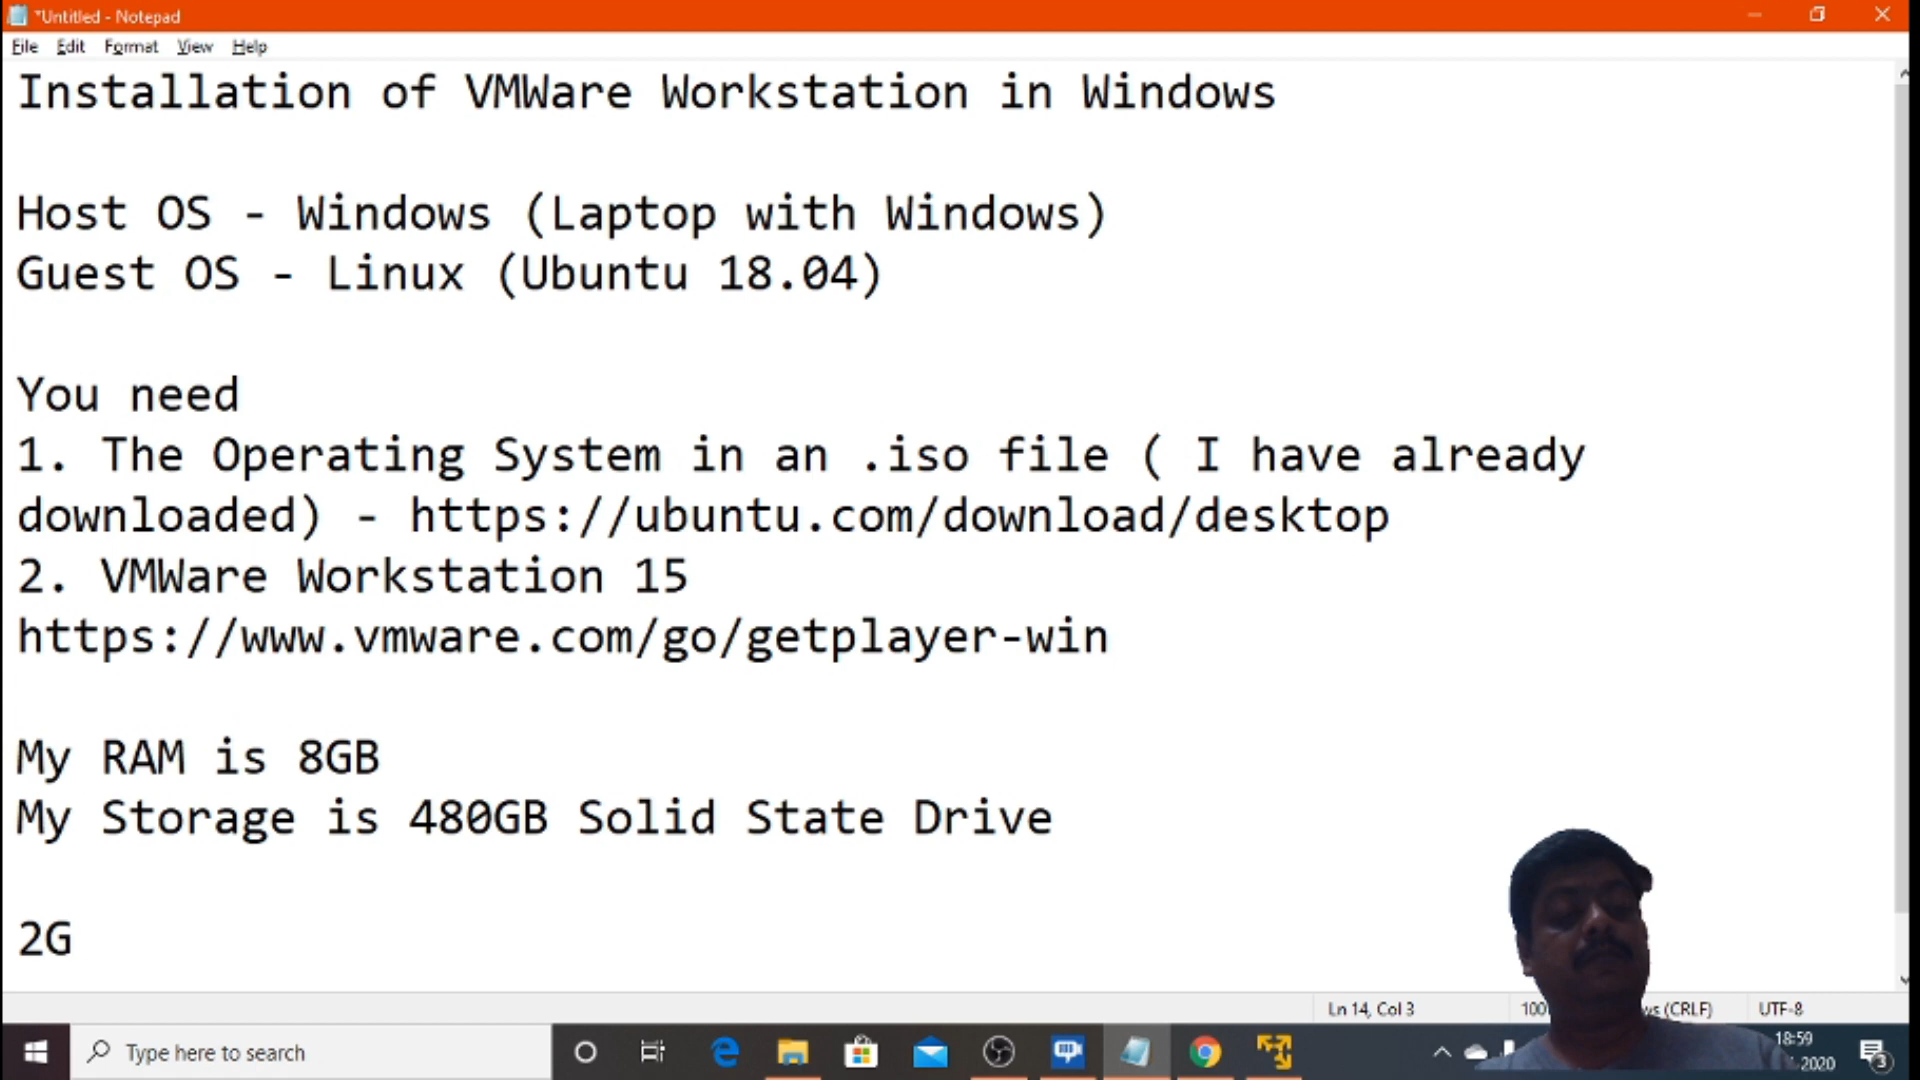 *Untitled - Notepad
File Edit Format View Help
Installation of VMWare Workstation in Windows
Host OS - Windows (Laptop with Windows)
Guest OS - Linux (Ubuntu 18.04)
You need
1. The Operating System in an .iso file ( I have already
downloaded) - https://ubuntu.com/download/desktop
2. VMWare Workstation 15
https://www.vmware.com/go/getplayer-win
My RAM is 8GB
My Storage is 480GB Solid State Drive
2G
Ln 14, Col 3 100 (CRLF) UTF-8
Type here to search
18:59
-2020
3